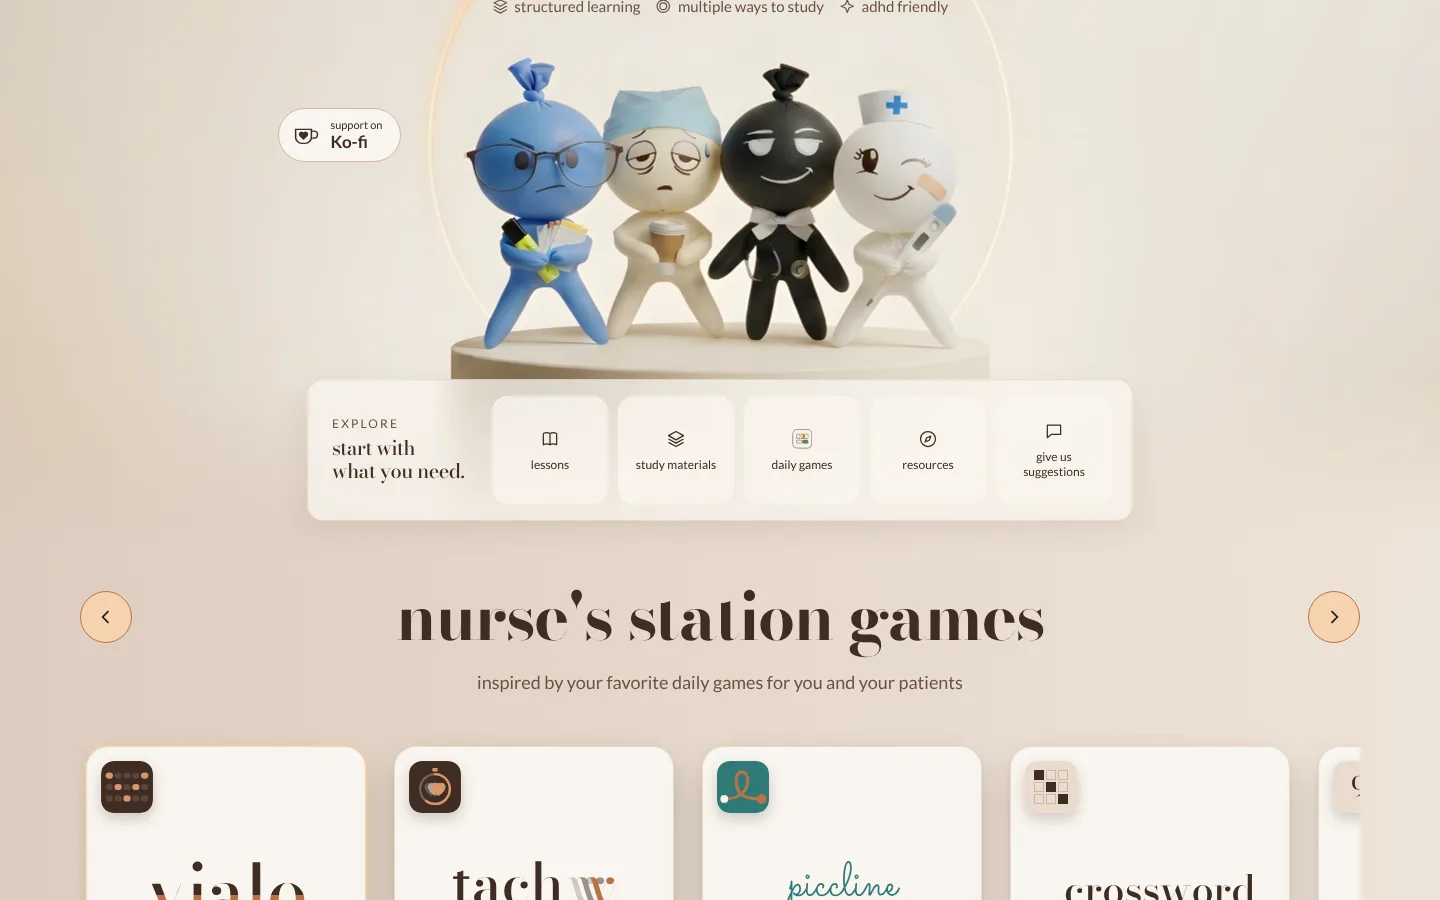 structured learning multiple ways to study adhd friendly
support on
Ko-fi
EXPLORE
start with
what you need.
lessons
study materials
daily games
resources
give us
suggestions
nurse's station games
inspired by your favorite daily games for you and your patients
vialo
tachy
piccline
crossword